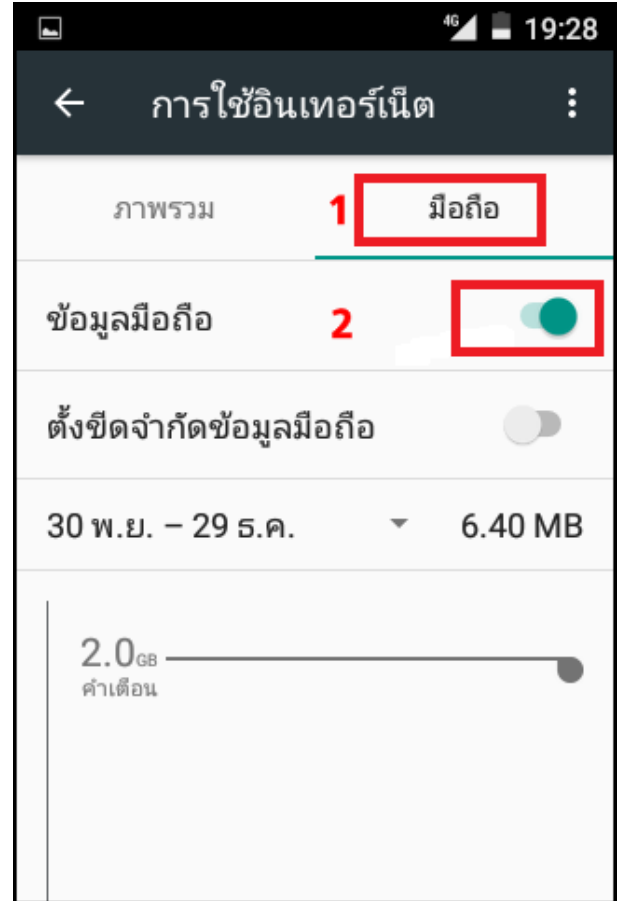 4G 19:28
การใช้อินเทอร์เน็ต
ภาพรวม 1 มือถือ
ข้อมูลมือถือ 2
ตั้งขีดจำกัดข้อมูลมือถือ
30 พ.ย. – 29 ธ.ค. 6.40 MB
2.0GB
คำเตือน